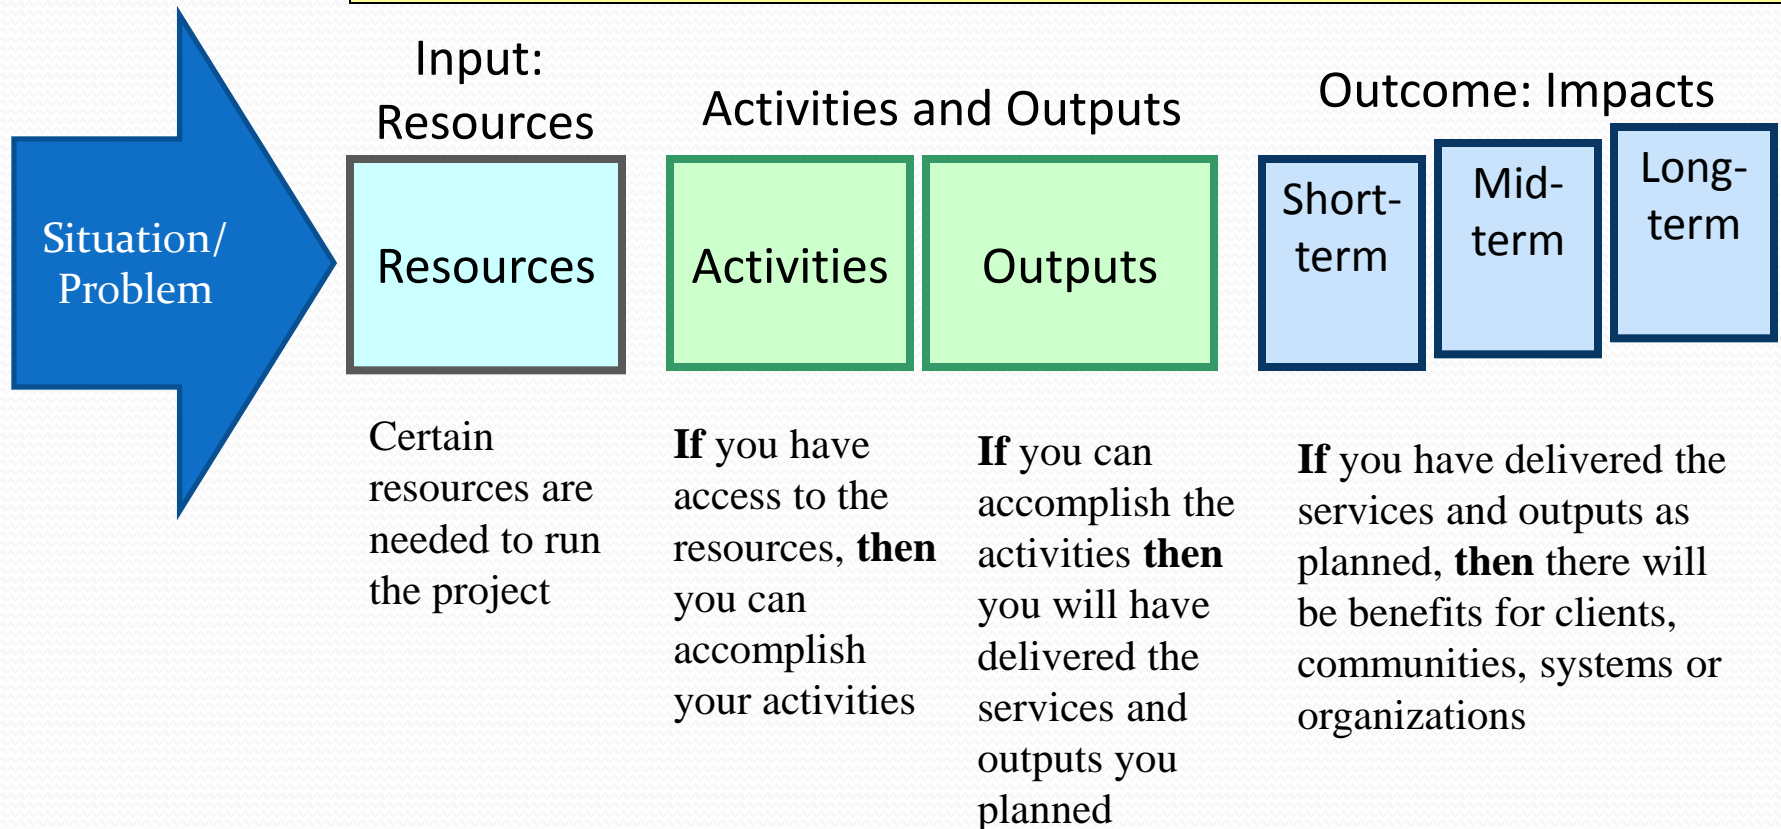 Situation/
Problem
Input:
Resources
Resources
Certain
resources are
needed to run
the project
Activities and Outputs
Activities
Outputs
If you have
access to the
resources, then
you can
accomplish
your activities
If you can
accomplish the
activities then
you will have
delivered the
services and
outputs you
planned
Outcome: Impacts
Short-
term
Mid-
term
Long-
term
If you have delivered the
services and outputs as
planned, then there will
be benefits for clients,
communities, systems or
organizations